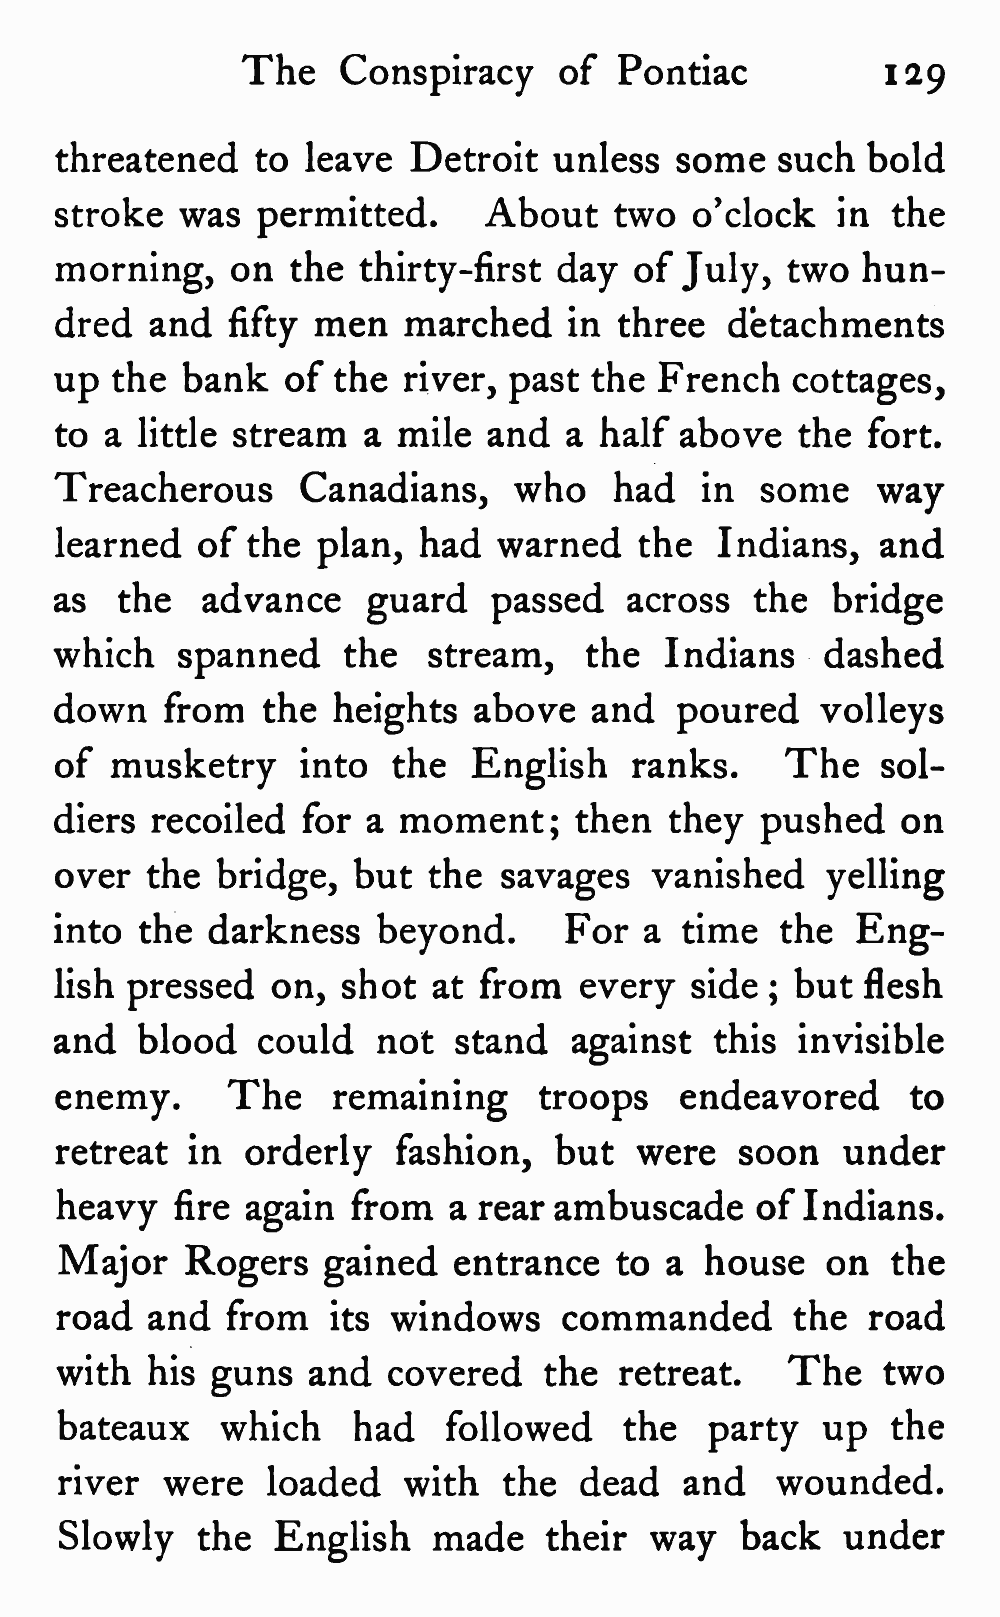 The Conspiracy of Pontiac 129
threatened to leave Detroit unless some such bold
stroke was permitted. About two o’clock in the
morning, on the thirty-first day of July, two hun-
dred and fifty men marched in three detachments
up the bank of the river, past the French cottages,
to a little stream a mile and a half above the fort.
Treacherous Canadians, who had in some way
learned of the plan, had warned the Indians, and
as the advance guard passed across the bridge
which spanned the stream, the Indians dashed
down from the heights above and poured volleys
of musketry into the English ranks. The sol-
diers recoiled for a moment; then they pushed on
over the bridge, but the savages vanished yelling
into the darkness beyond. For a time the Eng-
lish pressed on, shot at from every side; but flesh
and blood could not stand against this invisible
enemy. The remaining troops endeavored to
retreat in orderly fashion, but were soon under
heavy fire again from a rear ambuscade of Indians.
Major Rogers gained entrance to a house on the
road and from its windows commanded the road
with his guns and covered the retreat. The two
bateaux which had followed the party up the
river were loaded with the dead and wounded.
Slowly the English made their way back under